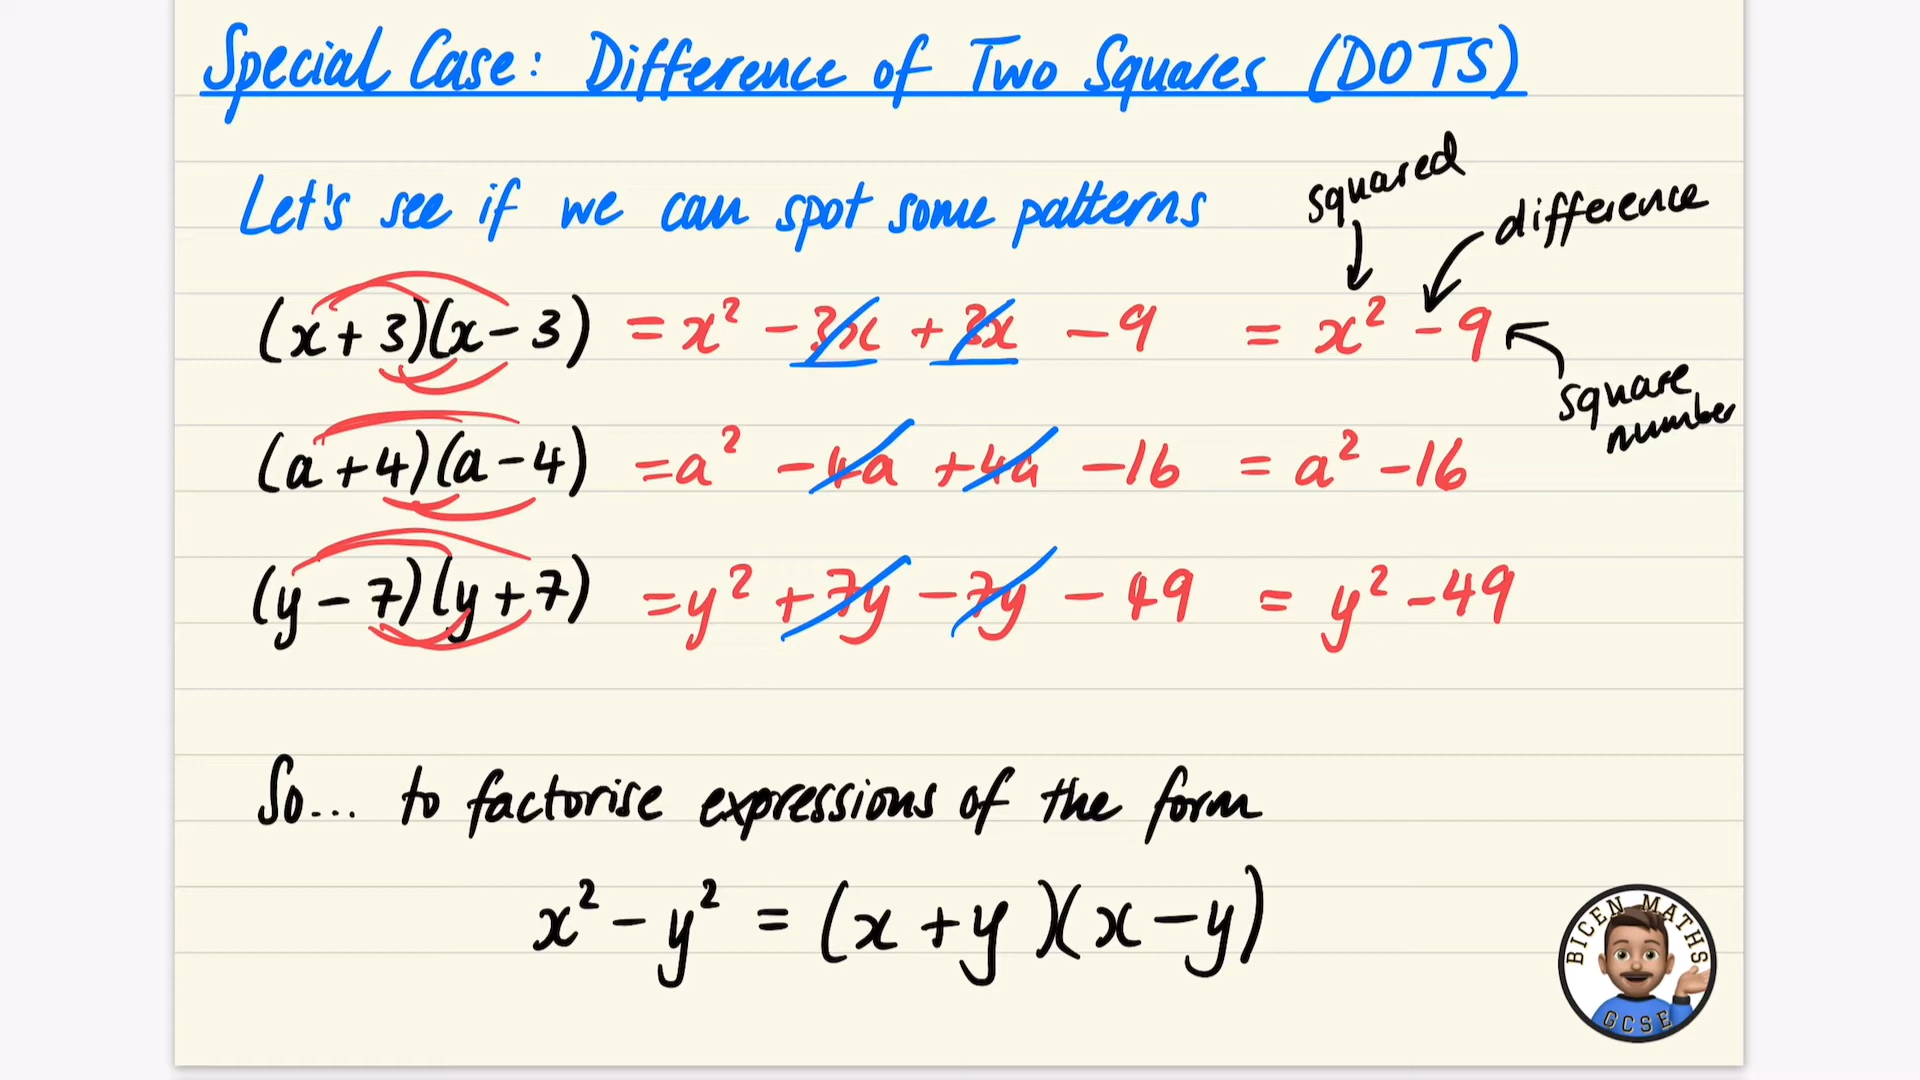 Special Case: Difference of Two Squares (DOTS)
squared
difference
Let's see if we can spot some patterns
(x + 3)(x - 3) = x² - 3x + 3x - 9 = x² - 9
square
number
(a + 4)(a - 4) = a² - 4a + 4a - 16 = a² - 16
(y - 7)(y + 7) = y² + 7y - 7y - 49 = y² - 49
So... to factorise expressions of the form
x² - y² = (x + y)(x - y)
BICEN MATHS
GCSE